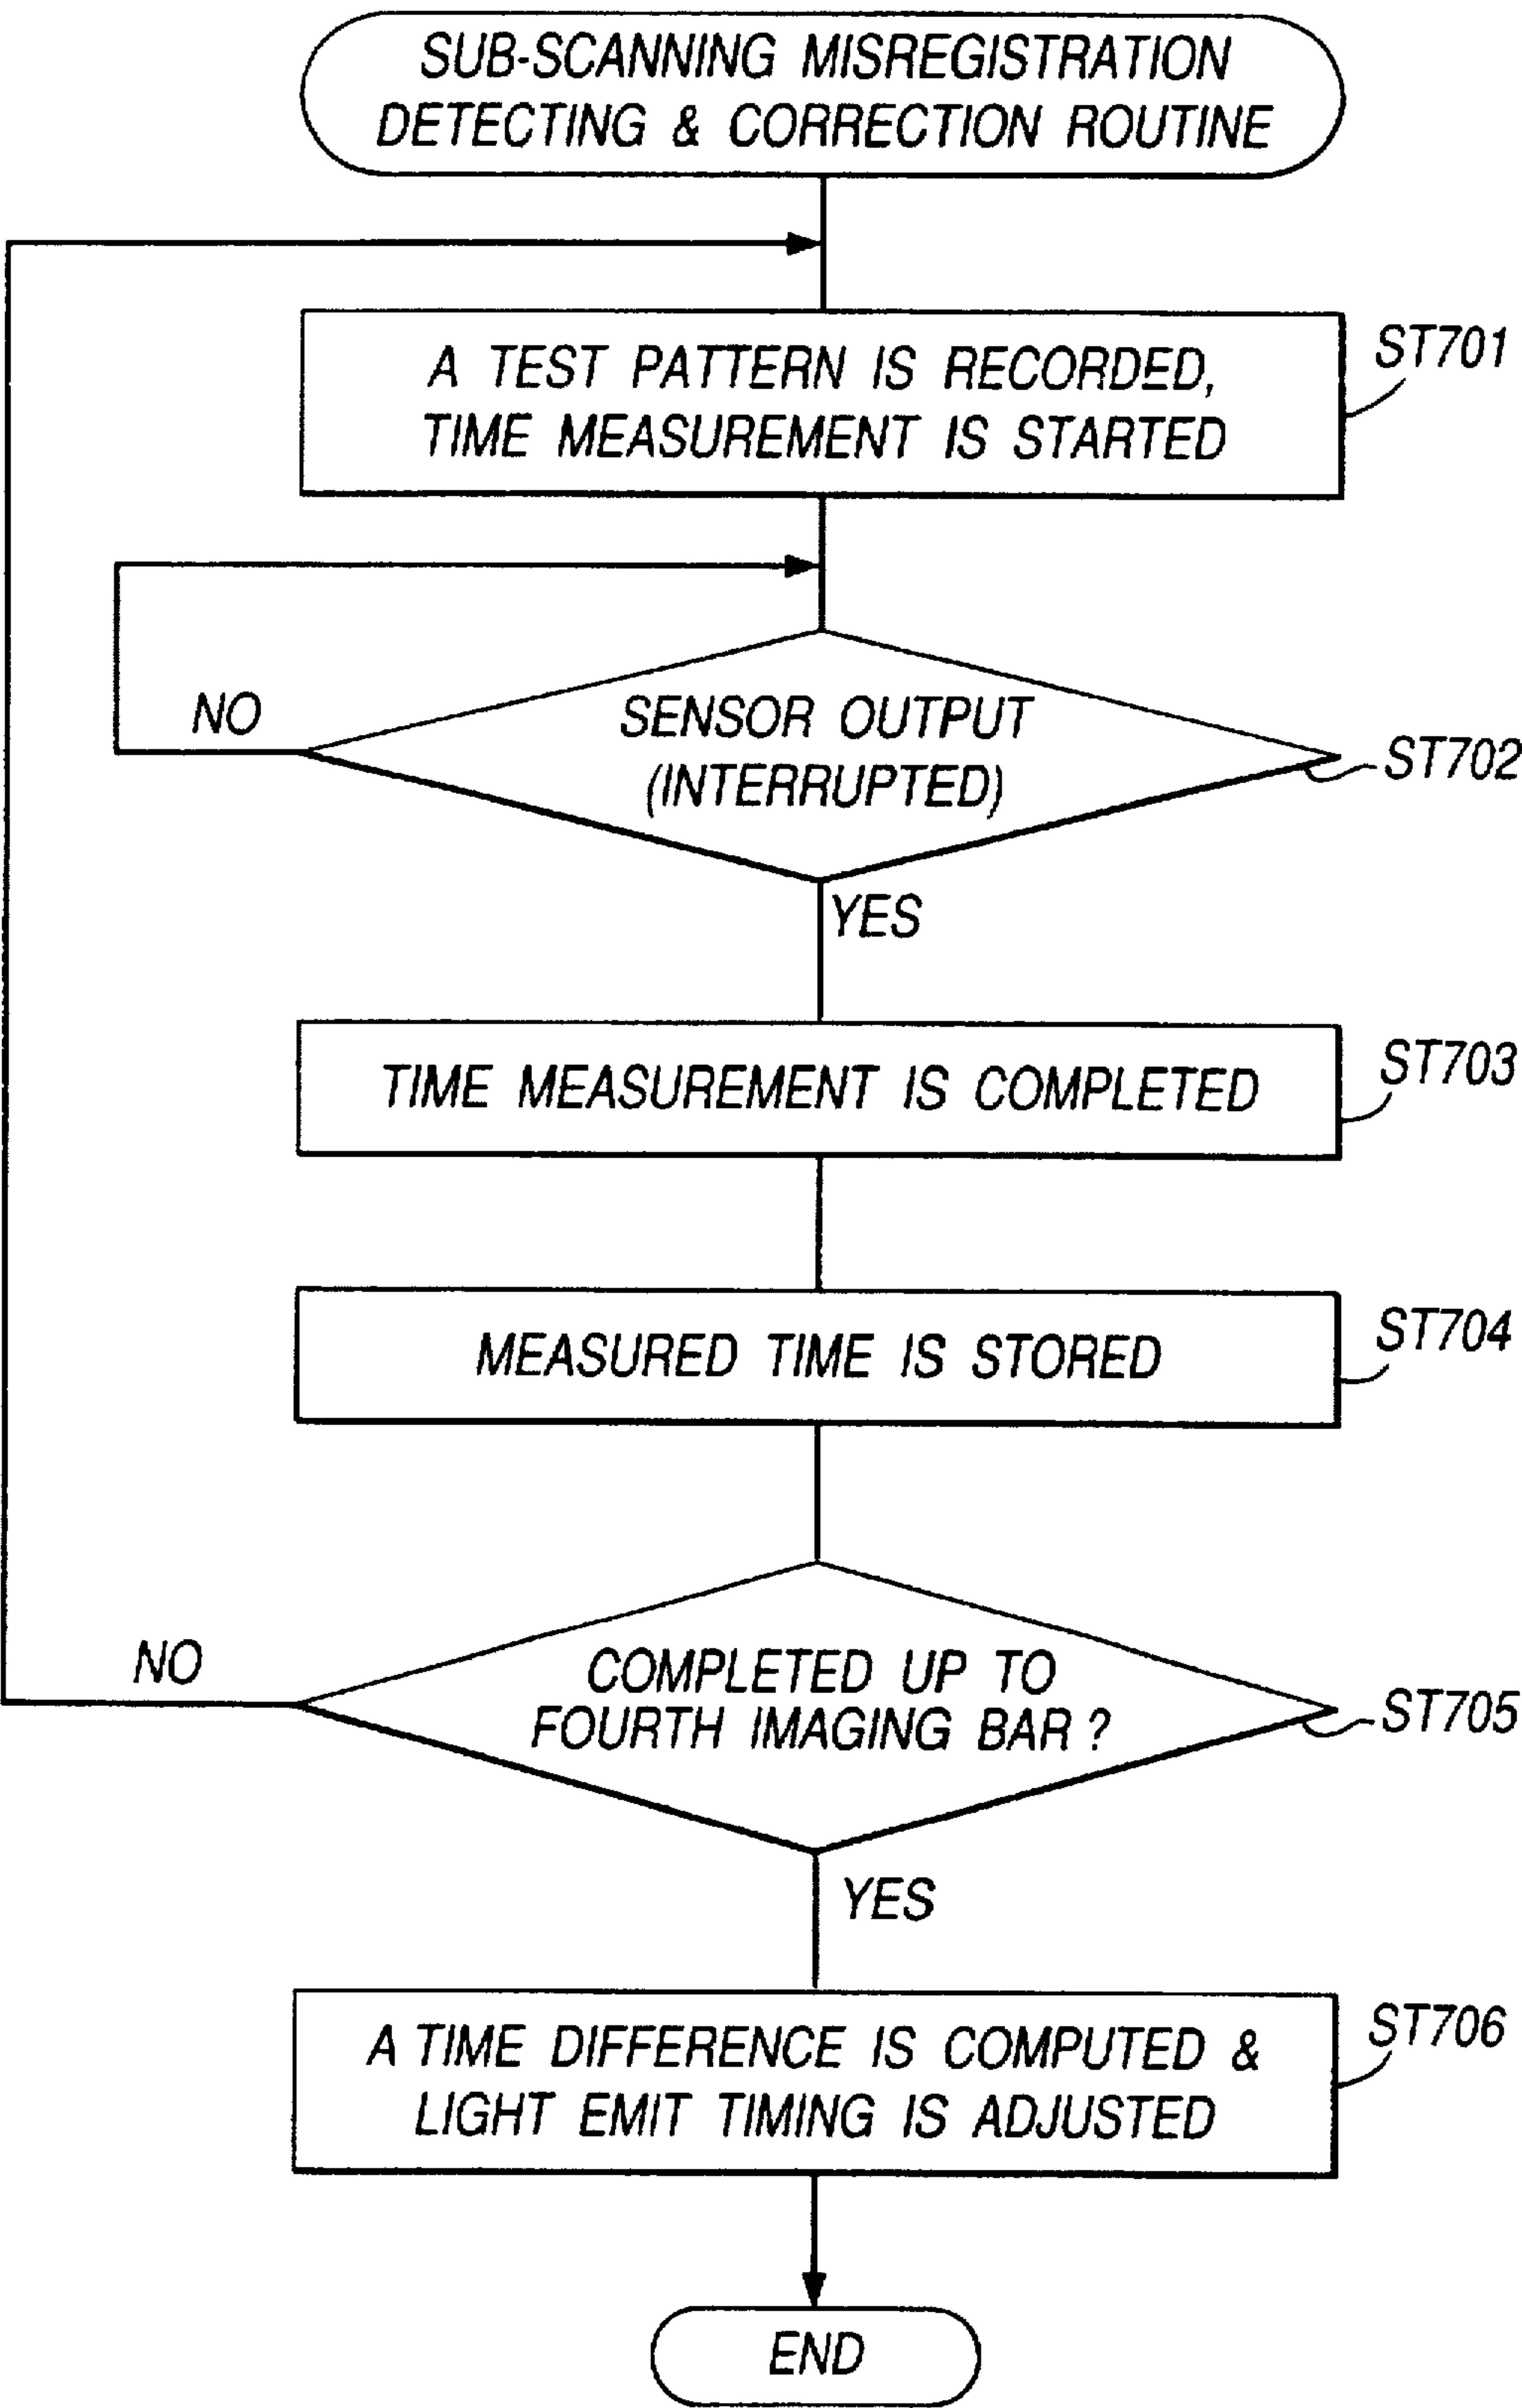 SUB-SCANNING MISREGISTRATION
DETECTING & CORRECTION ROUTINE
A TEST PATTERN IS RECORDED,
TIME MEASUREMENT IS STARTED
ST701
SENSOR OUTPUT
(INTERRUPTED)
NO
ST702
YES
TIME MEASUREMENT IS COMPLETED
ST703
MEASURED TIME IS STORED
ST704
COMPLETED UP TO
FOURTH IMAGING BAR ?
NO
ST705
YES
A TIME DIFFERENCE IS COMPUTED &
LIGHT EMIT TIMING IS ADJUSTED
ST706
END